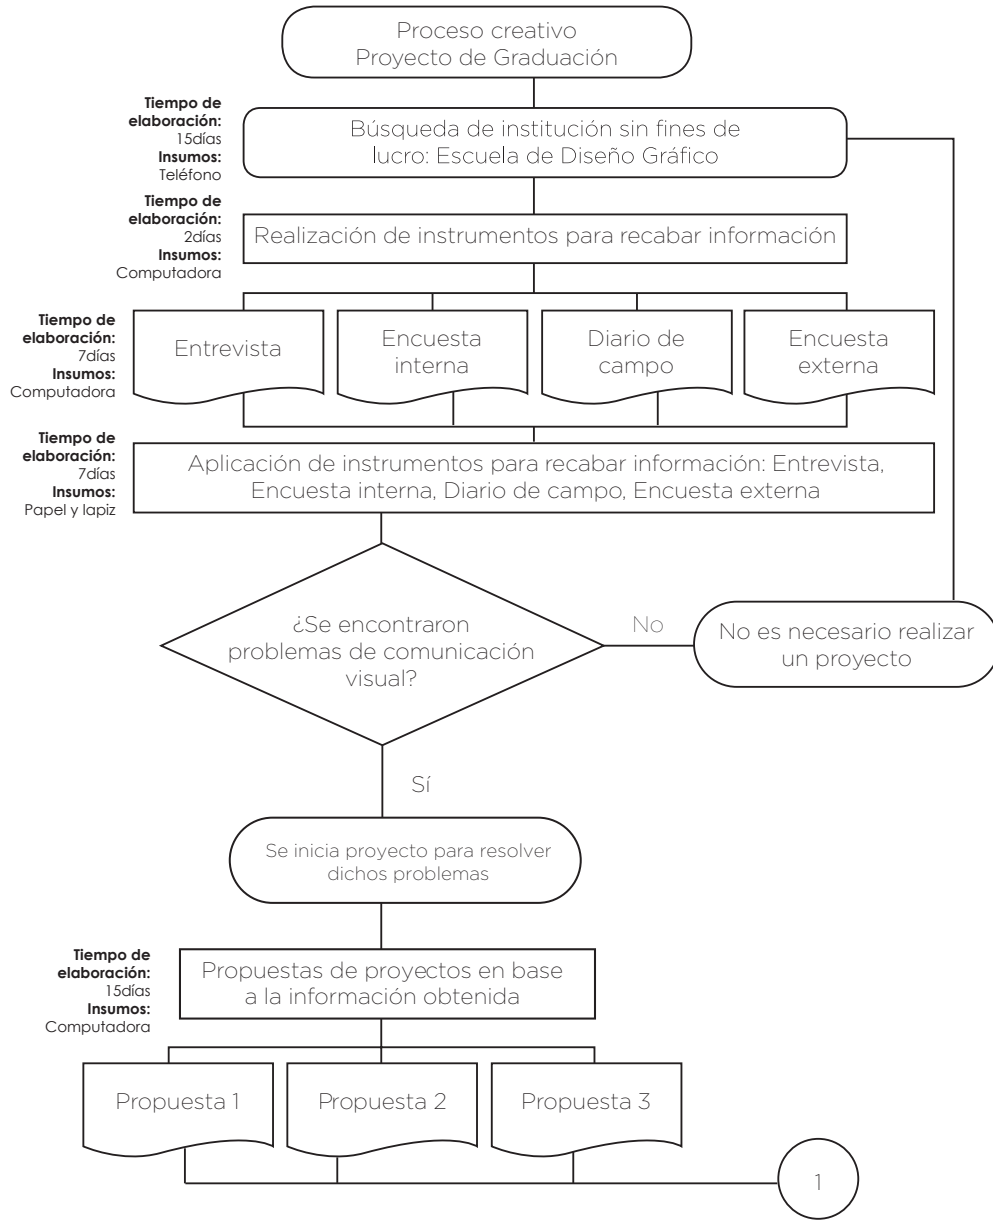 Proceso creativo
Proyecto de Graduación
Tiempo de
elaboración:
15días
Insumos:
Teléfono
Búsqueda de institución sin fines de
lucro: Escuela de Diseño Gráfico
Tiempo de
elaboración:
2días
Insumos:
Computadora
Realización de instrumentos para recabar información
Tiempo de
elaboración:
7días
Insumos:
Computadora
Entrevista
Encuesta
interna
Diario de
campo
Encuesta
externa
Tiempo de
elaboración:
7días
Insumos:
Papel y lapiz
Aplicación de instrumentos para recabar información: Entrevista,
Encuesta interna, Diario de campo, Encuesta externa
¿Se encontraron
problemas de comunicación
visual?
No
No es necesario realizar
un proyecto
Sí
Se inicia proyecto para resolver
dichos problemas
Tiempo de
elaboración:
15días
Insumos:
Computadora
Propuestas de proyectos en base
a la información obtenida
Propuesta 1
Propuesta 2
Propuesta 3
1